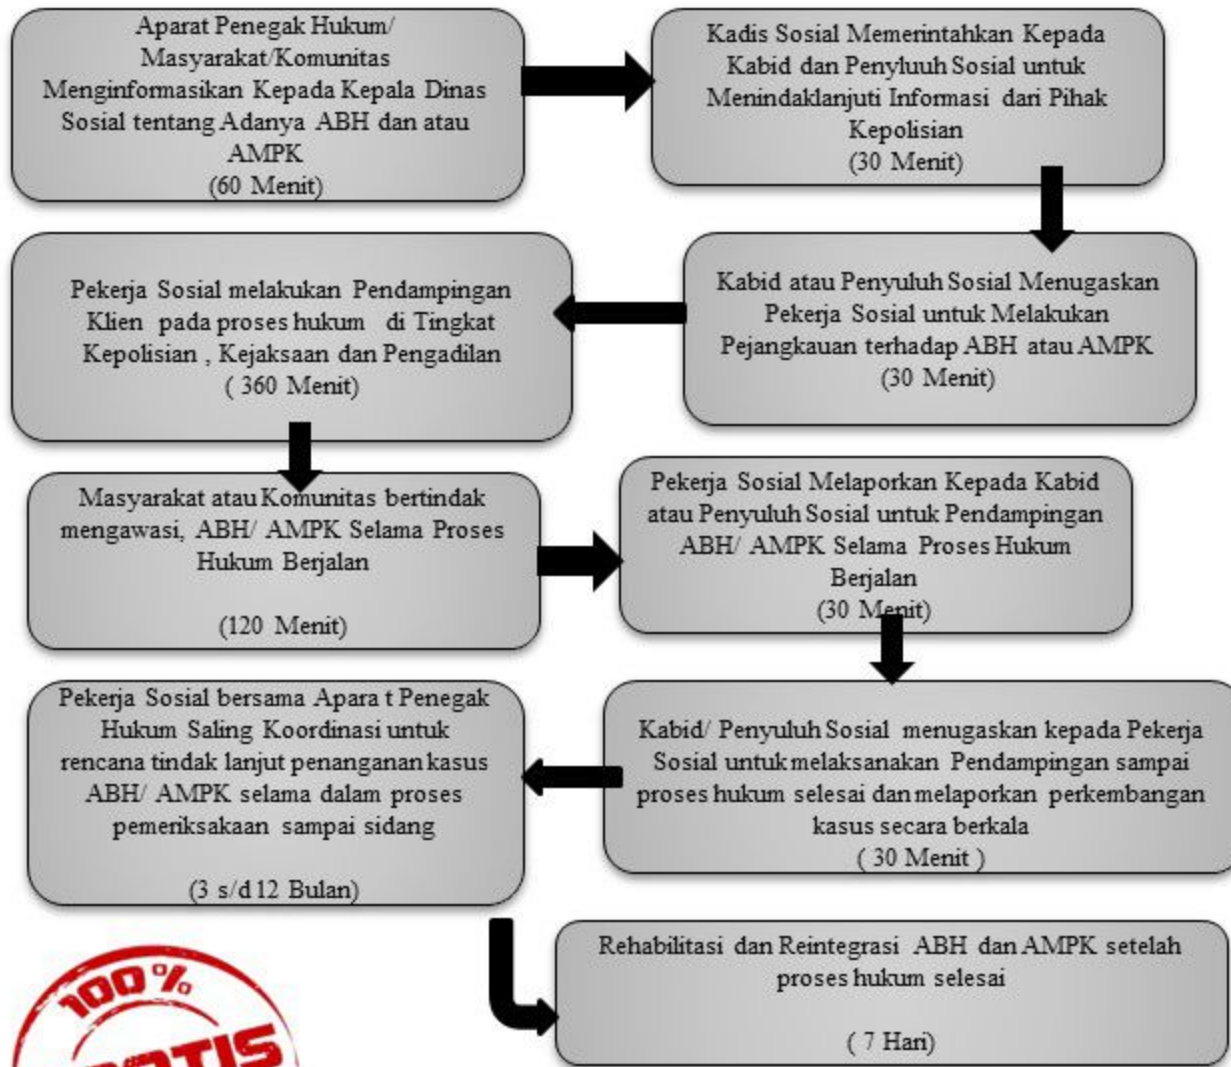 Aparat Penegak Hukum/
Masyarakat/Komunitas
Menginformasikan Kepada Kepala Dinas
Sosial tentang Adanya ABH dan atau
AMPK
(60 Menit)
Kadis Sosial Memerintahkan Kepada
Kabid dan Penyluuh Sosial untuk
Menindaklanjuti Informasi dari Pihak
Kepolisian
(30 Menit)
Kabid atau Penyuluh Sosial Menugaskan
Pekerja Sosial untuk Melakukan
Pejangkauan terhadap ABH atau AMPK
(30 Menit)
Pekerja Sosial melakukan Pendampingan
Klien pada proses hukum di Tingkat
Kepolisian , Kejaksaan dan Pengadilan
( 360 Menit)
Masyarakat atau Komunitas bertindak
mengawasi, ABH/ AMPK Selama Proses
Hukum Berjalan
(120 Menit)
Pekerja Sosial Melaporkan Kepada Kabid
atau Penyuluh Sosial untuk Pendampingan
ABH/ AMPK Selama Proses Hukum
Berjalan
(30 Menit)
Kabid/ Penyuluh Sosial menugaskan kepada Pekerja
Sosial untuk melaksanakan Pendampingan sampai
proses hukum selesai dan melaporkan perkembangan
kasus secara berkala
( 30 Menit )
Pekerja Sosial bersama Apara t Penegak
Hukum Saling Koordinasi untuk
rencana tindak lanjut penanganan kasus
ABH/ AMPK selama dalam proses
pemeriksakaan sampai sidang
(3 s/d 12 Bulan)
Rehabilitasi dan Reintegrasi ABH dan AMPK setelah
proses hukum selesai
( 7 Hari)
100%